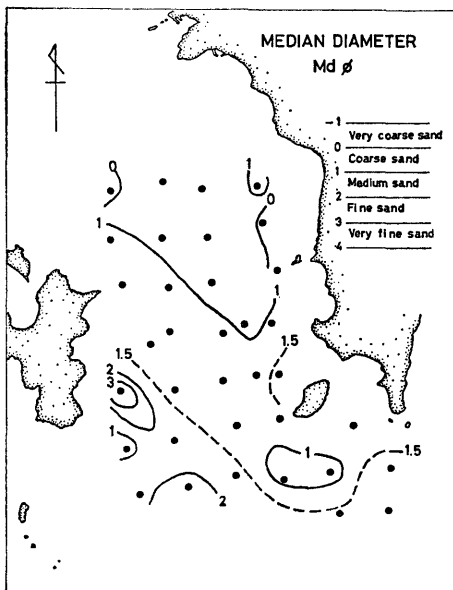 MEDIAN DIAMETER
Md ø
-1
Very coarse sand
0
Coarse sand
1
Medium sand
2
Fine sand
3
Very fine sand
4
0
1
0
1
1
1.5
1.5
2
3
1
1
1.5
2